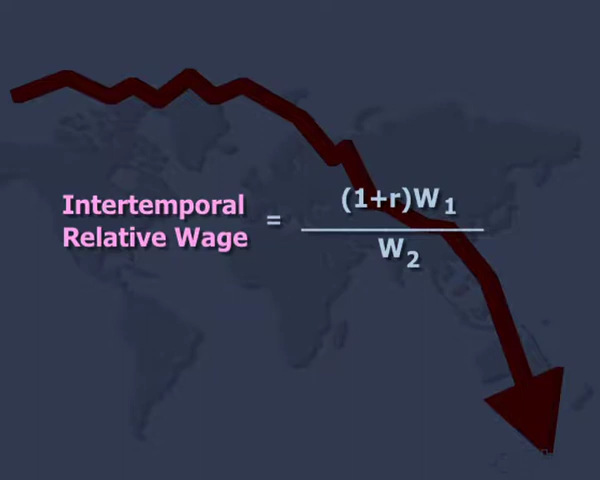 Intertemporal
Relative Wage
=
(1+r)W₁
W₂